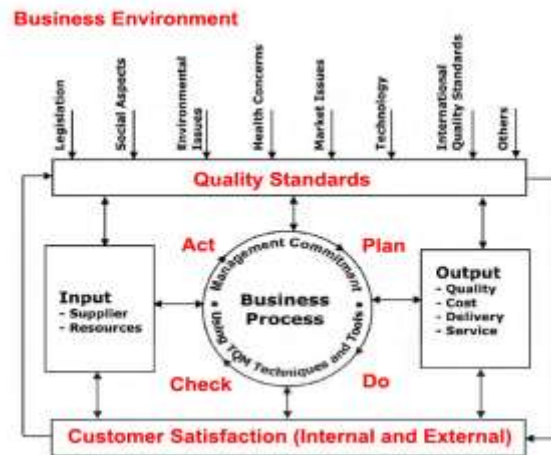 Business Environment
Legislation
Social Aspects
Environmental
Issues
Health Concerns
Market Issues
Technology
International
Quality Standards
Others
Quality Standards
Act
Plan
Management Commitment
Input
- Supplier
- Resources
Business
Process
Output
- Quality
- Cost
- Delivery
- Service
Using TQM Techniques and Tools
Check
Do
Customer Satisfaction (Internal and External)